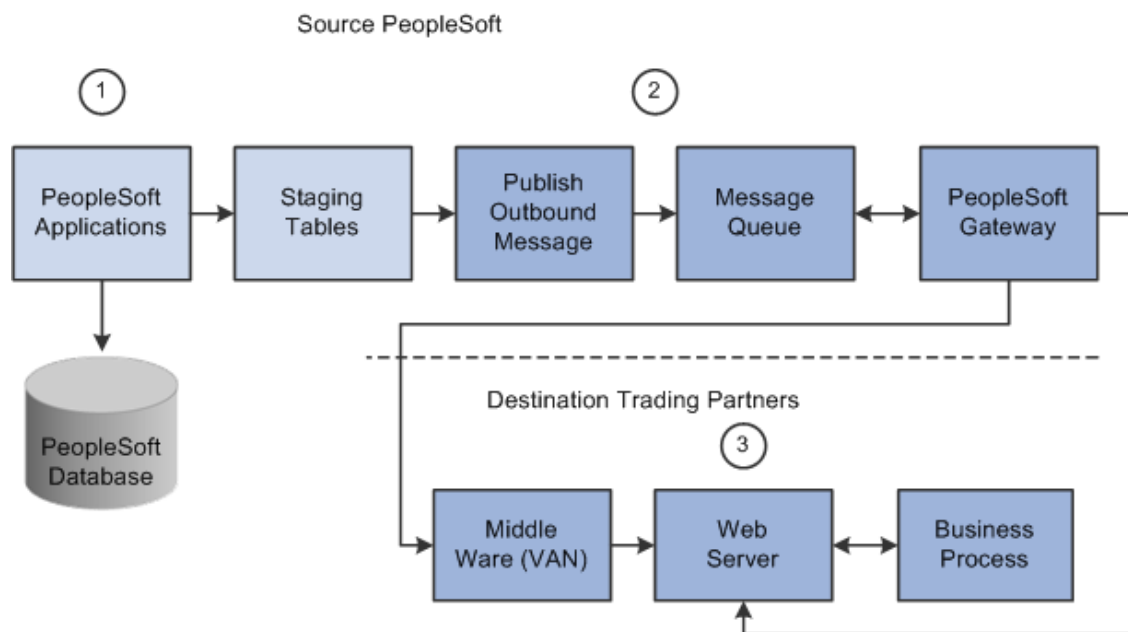 Source PeopleSoft
1
2
PeopleSoft
Applications
Staging
Tables
Publish
Outbound
Message
Message
Queue
PeopleSoft
Gateway
PeopleSoft
Database
Destination Trading Partners
3
Middle
Ware (VAN)
Web
Server
Business
Process